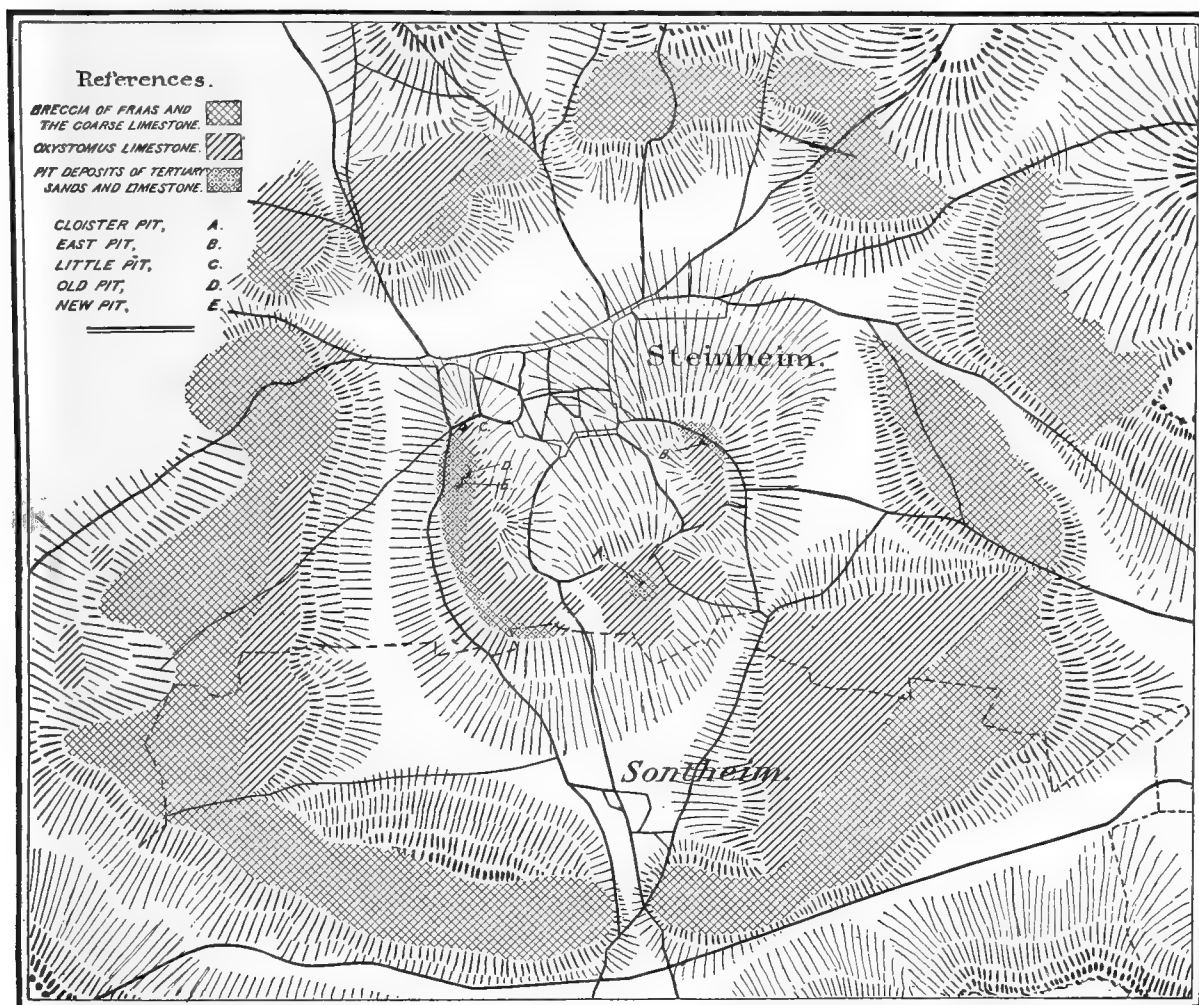 References.
BRECCIA OF FRAAS AND
THE COARSE LIMESTONE.
OXYSTOMUS LIMESTONE.
PIT DEPOSITS OF TERTIARY
SANDS AND LIMESTONE.
CLOISTER PIT, A.
EAST PIT, B.
LITTLE PIT, C.
OLD PIT, D.
NEW PIT, E.
Steinheim.
C.
B.
D.
E.
A.
Sontheim.